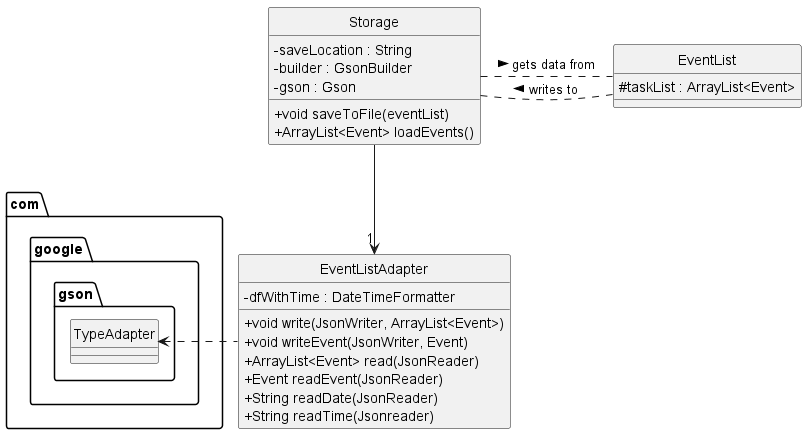 Storage
-saveLocation : String
-builder : GsonBuilder
-gson : Gson
+void saveToFile(eventList)
+ArrayList<Event> loadEvents()
► gets data from
◄ writes to
EventList
#taskList : ArrayList<Event>
1
com
google
gson
TypeAdapter
EventListAdapter
-dfWithTime : DateTimeFormatter
+void write(JsonWriter, ArrayList<Event>)
+void writeEvent(JsonWriter, Event)
+ArrayList<Event> read(JsonReader)
+Event readEvent(JsonReader)
+String readDate(JsonReader)
+String readTime(Jsonreader)